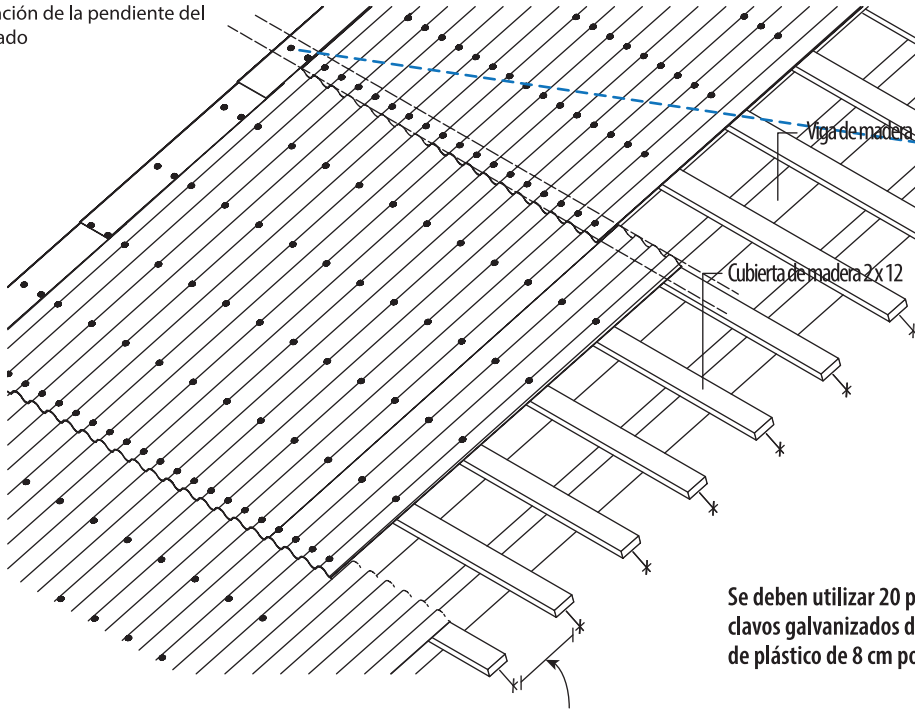 ación de la pendiente del
ado
Viga de madera
Cubierta de madera 2 x 12
Se deben utilizar 20 p
clavos galvanizados d
de plástico de 8 cm po